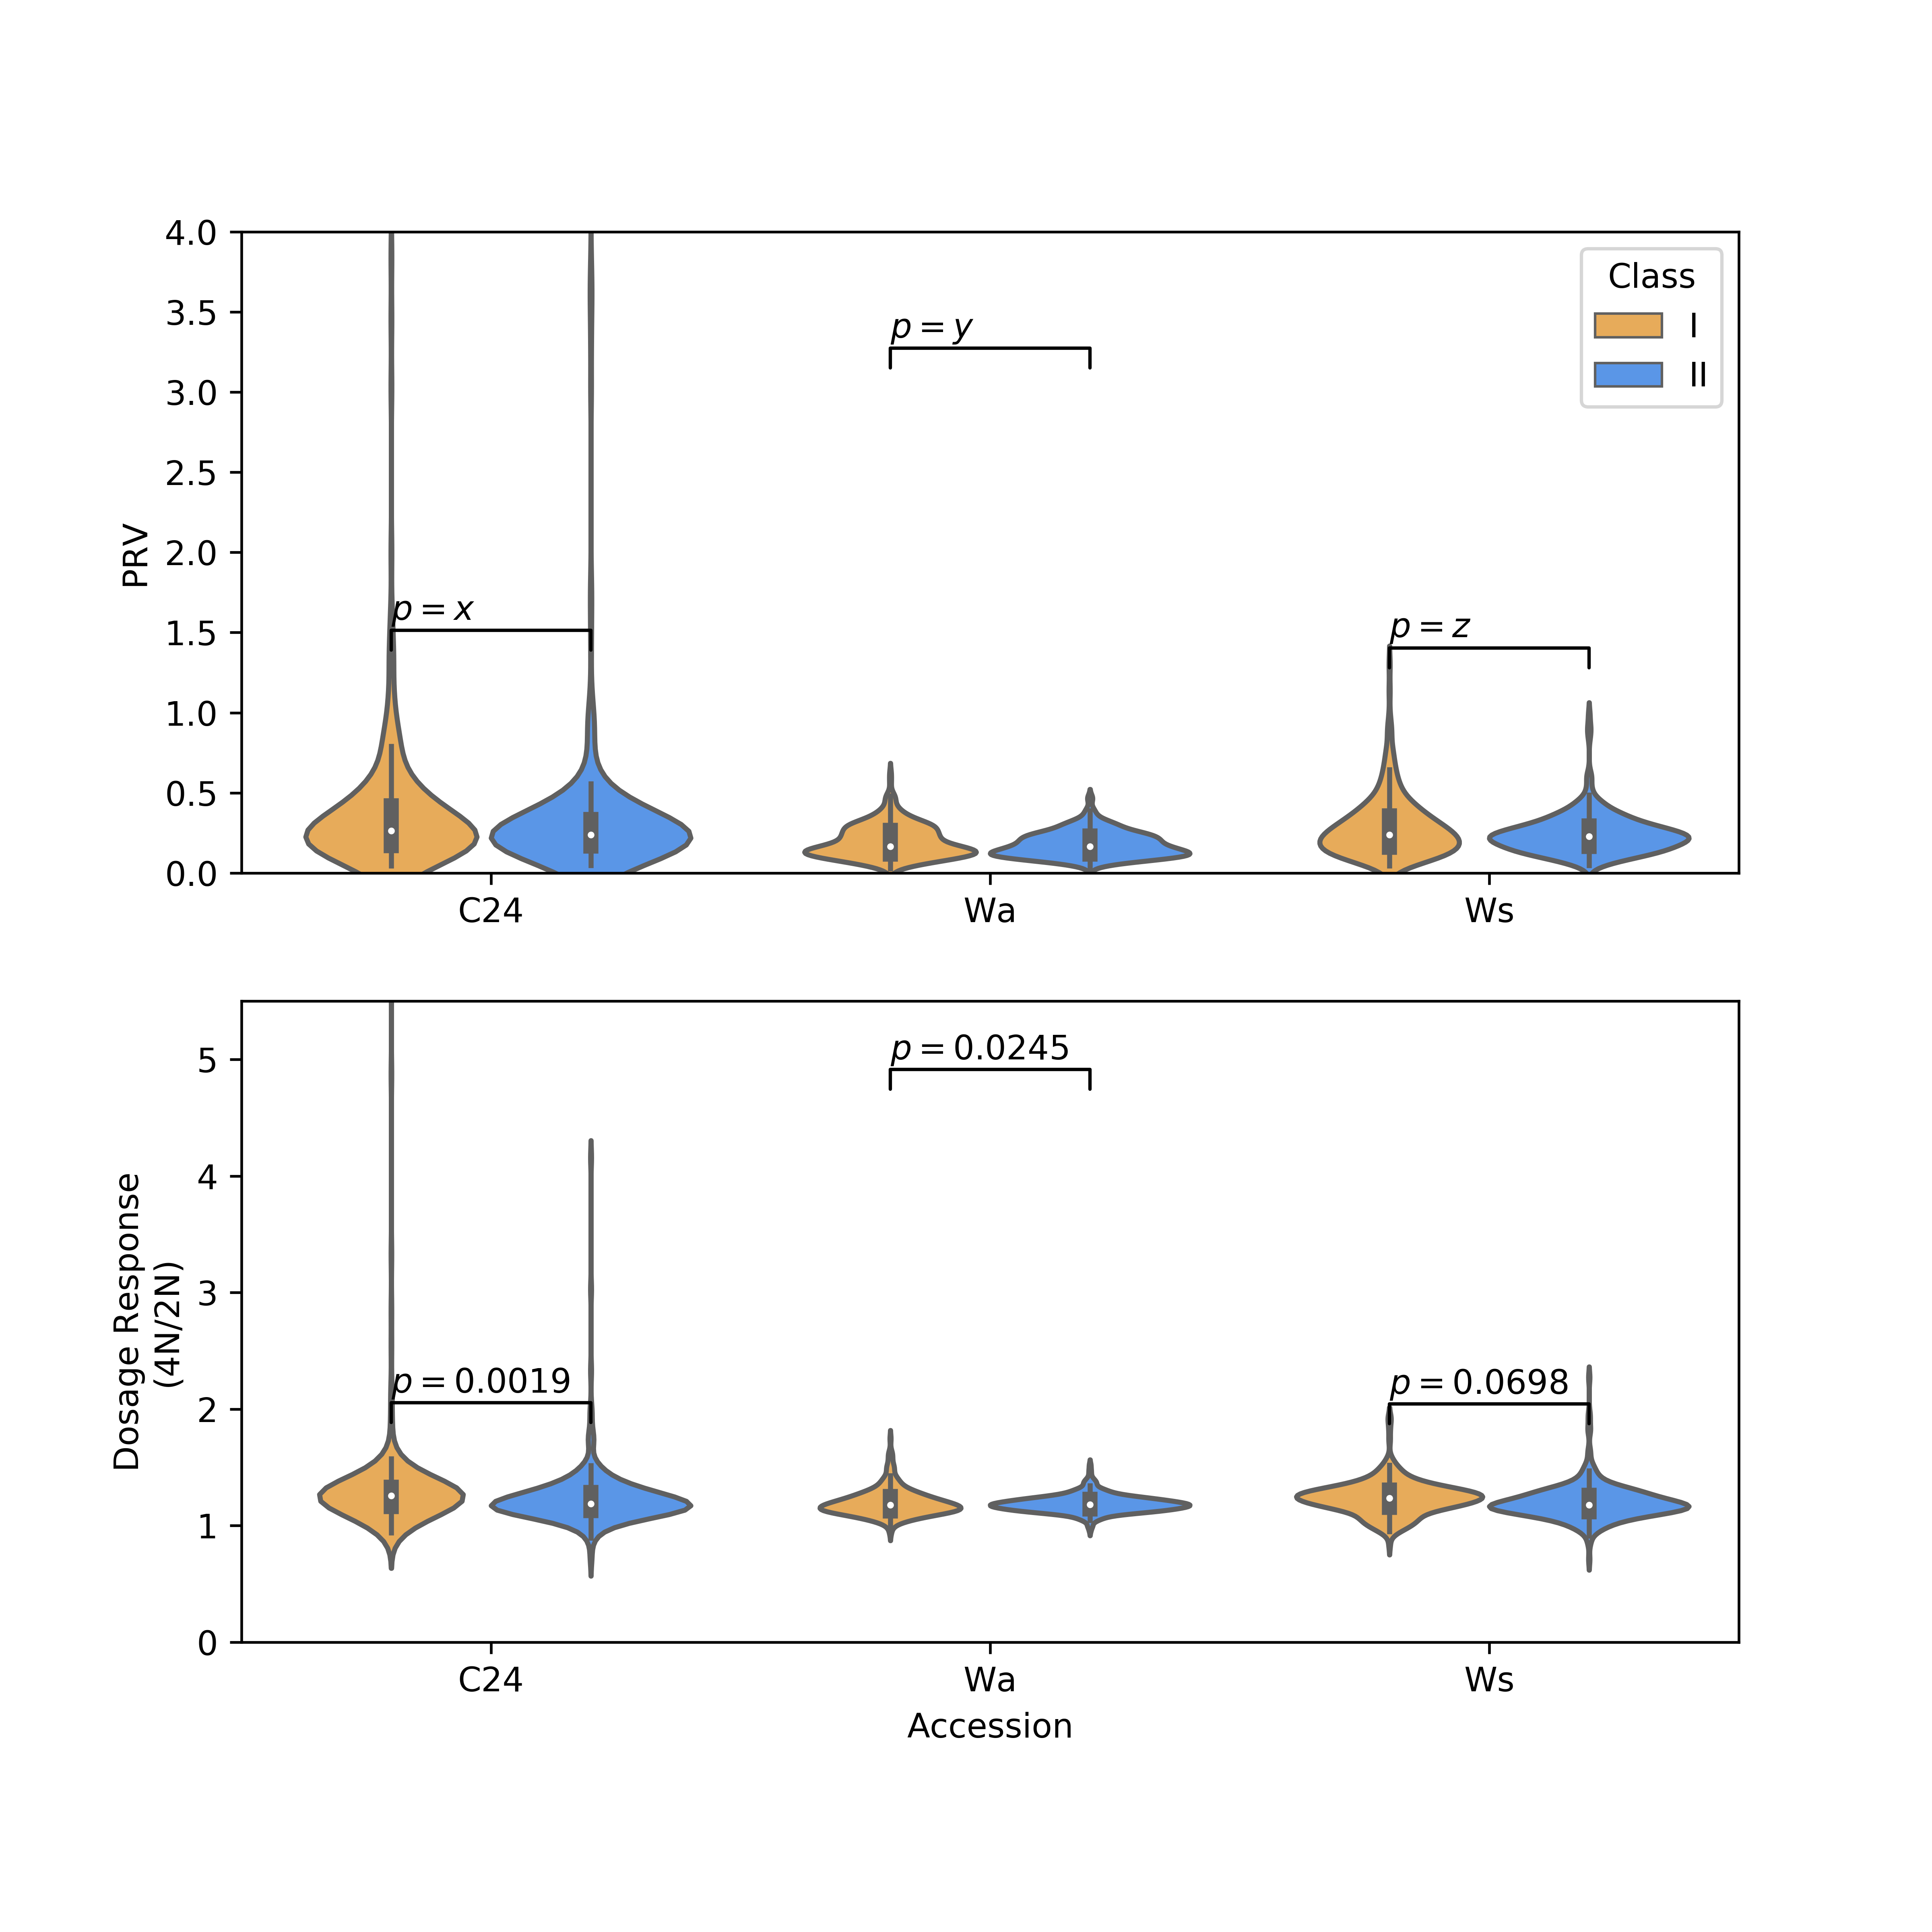 4.0
3.5
3.0
2.5
2.0
1.5
1.0
0.5
0.0
PRV
p = x
p = y
p = z
Class
I
II
C24
Wa
Ws
5
4
3
2
1
0
Dosage Response
(4N/2N)
p = 0.0019
p = 0.0245
p = 0.0698
C24
Wa
Ws
Accession